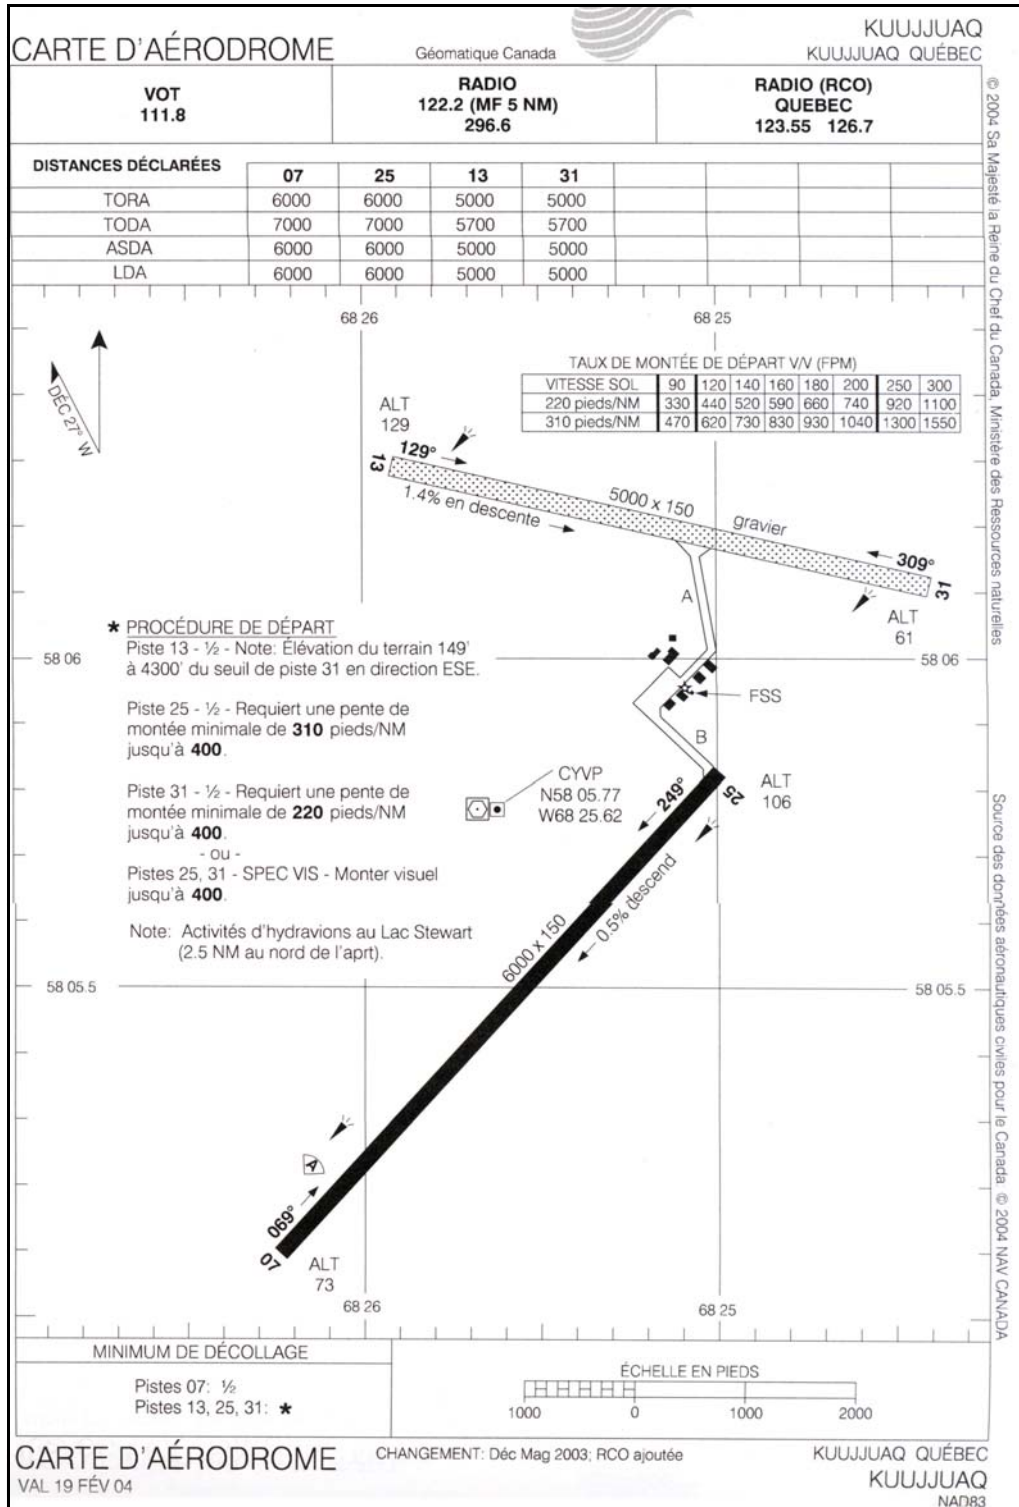 CARTE D'AÉRODROME
Géomatique Canada
KUUJJUAQ
KUUJJUAQ QUÉBEC
VOT
111.8
RADIO
122.2 (MF 5 NM)
296.6
RADIO (RCO)
QUEBEC
123.55 126.7
DISTANCES DÉCLARÉES 07 25 13 31
TORA 6000 6000 5000 5000
TODA 7000 7000 5700 5700
ASDA 6000 6000 5000 5000
LDA 6000 6000 5000 5000
68 26 68 25
DÉC 27° W
TAUX DE MONTÉE DE DÉPART V/V (FPM)
VITESSE SOL 90 120 140 160 180 200 250 300
220 pieds/NM 330 440 520 590 660 740 920 1100
310 pieds/NM 470 620 730 830 930 1040 1300 1550
ALT
129
129°
13
1.4% en descente
5000 x 150
gravier
309°
31
ALT
61
A
* PROCÉDURE DE DÉPART
Piste 13 - ½ - Note: Élévation du terrain 149'
à 4300' du seuil de piste 31 en direction ESE.
58 06 58 06
FSS
Piste 25 - ½ - Requiert une pente de
montée minimale de 310 pieds/NM
jusqu'à 400.
B
Piste 31 - ½ - Requiert une pente de
montée minimale de 220 pieds/NM
jusqu'à 400.
- ou -
Pistes 25, 31 - SPEC VIS - Monter visuel
jusqu'à 400.
CYVP
N58 05.77
W68 25.62
249°
25
ALT
106
0.5% descend
Note: Activités d'hydravions au Lac Stewart
(2.5 NM au nord de l'aprt).
6000 x 150
58 05.5 58 05.5
A
069°
07
ALT
73
68 26 68 25
MINIMUM DE DÉCOLLAGE
Pistes 07: ½
Pistes 13, 25, 31: *
ÉCHELLE EN PIEDS
1000 0 1000 2000
CARTE D'AÉRODROME
VAL 19 FÉV 04
CHANGEMENT: Déc Mag 2003; RCO ajoutée
KUUJJUAQ QUÉBEC
KUUJJUAQ
NAD83
© 2004 Sa Majesté la Reine du Chef du Canada, Ministère des Ressources naturelles
Source des données aéronautiques civiles pour le Canada: © 2004 NAV CANADA